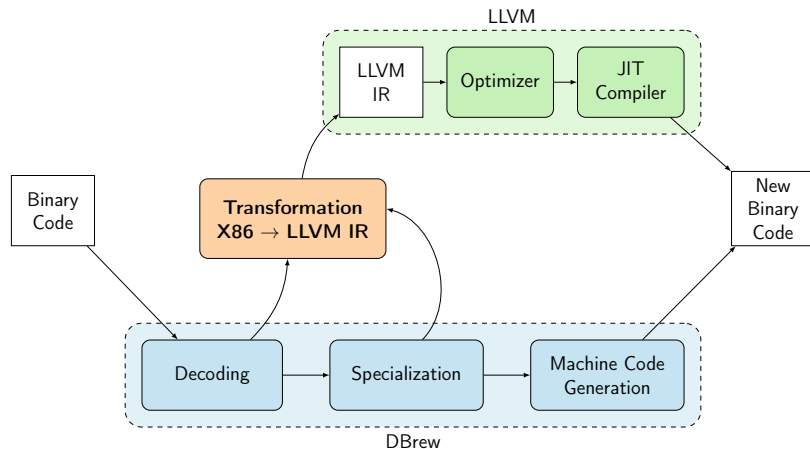 LLVM
LLVM
IR
Optimizer
JIT
Compiler
Binary
Code
Transformation
X86 → LLVM IR
New
Binary
Code
Decoding
Specialization
Machine Code
Generation
DBrew